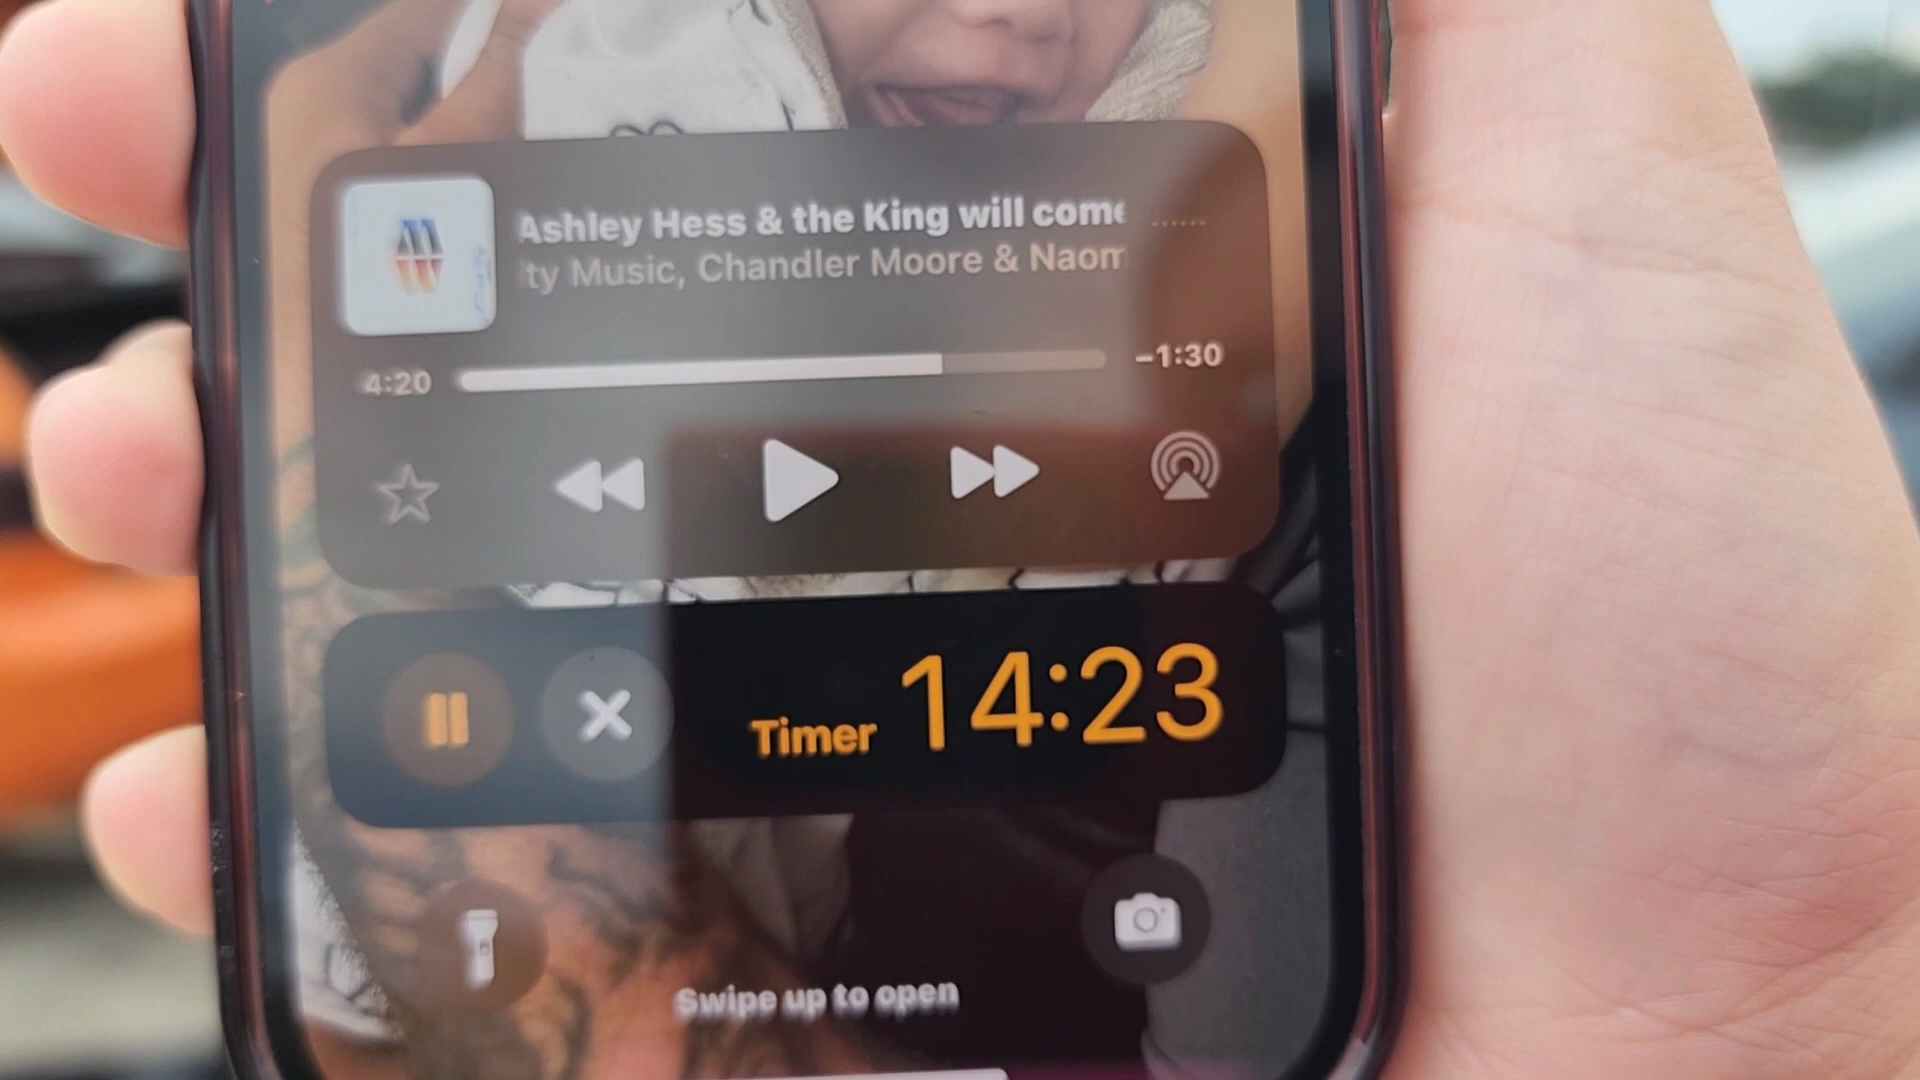 Ashley Hess & the King will come
ty Music, Chandler Moore & Naom
4:20
-1:30
Timer 14:23
Swipe up to open